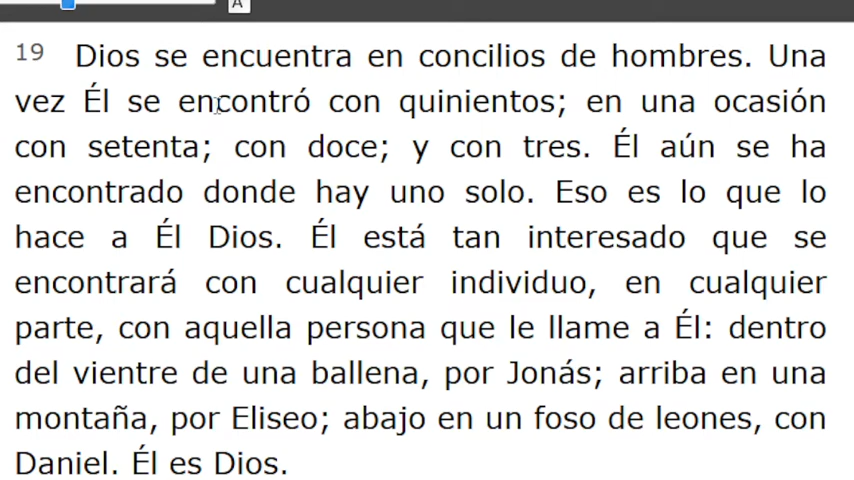 A
19 Dios se encuentra en concilios de hombres. Una
vez Él se encontró con quinientos; en una ocasión
con setenta; con doce; y con tres. Él aún se ha
encontrado donde hay uno solo. Eso es lo que lo
hace a Él Dios. Él está tan interesado que se
encontrará con cualquier individuo, en cualquier
parte, con aquella persona que le llame a Él: dentro
del vientre de una ballena, por Jonás; arriba en una
montaña, por Eliseo; abajo en un foso de leones, con
Daniel. Él es Dios.